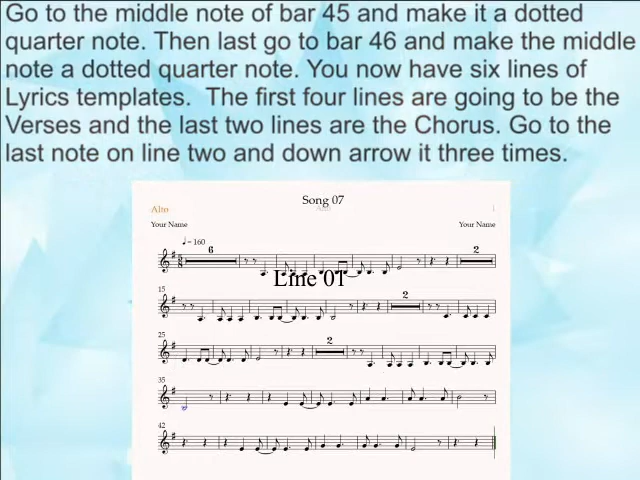 Go to the middle note of bar 45 and make it a dotted
quarter note. Then last go to bar 46 and make the middle
note a dotted quarter note. You now have six lines of
Lyrics templates. The first four lines are going to be the
Verses and the last two lines are the Chorus. Go to the
last note on line two and down arrow it three times.
Song 07
Alto
1
Your Name Your Name
♩ = 160
6 2
Line 01
15
2
25
2
35
42